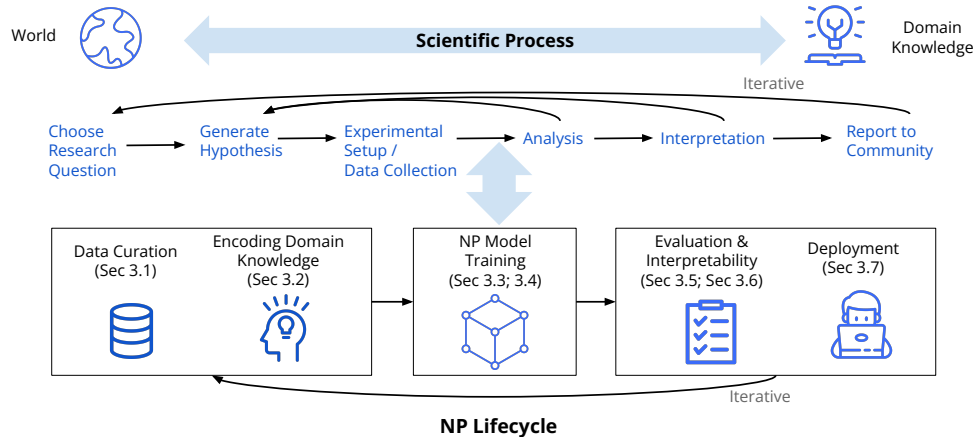 World
Scientific Process
Domain
Knowledge
Iterative
Choose
Research
Question
Generate
Hypothesis
Experimental
Setup /
Data Collection
Analysis
Interpretation
Report to
Community
Data Curation
(Sec 3.1)
Encoding Domain
Knowledge
(Sec 3.2)
NP Model
Training
(Sec 3.3; 3.4)
Evaluation &
Interpretability
(Sec 3.5; Sec 3.6)
Deployment
(Sec 3.7)
Iterative
NP Lifecycle